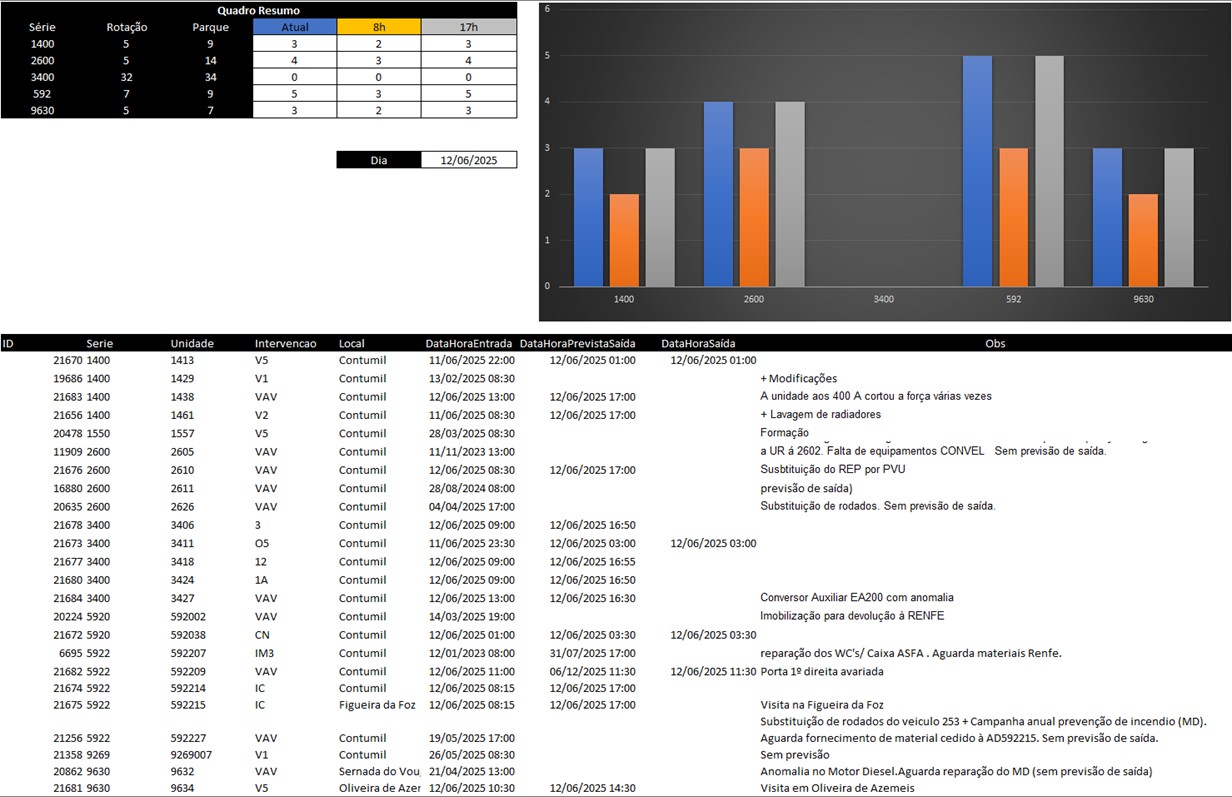 Quadro Resumo
Série Rotação Parque Atual 8h 17h
1400 5 9 3 2 3
2600 5 14 4 3 4
3400 32 34 0 0 0
592 7 9 5 3 5
9630 5 7 3 2 3
Dia 12/06/2025
6
5
4
3
2
1
0
1400 2600 3400 592 9630
ID Serie Unidade Intervencao Local DataHoraEntrada DataHoraPrevistaSaída DataHoraSaída Obs
21670 1400 1413 V5 Contumil 11/06/2025 22:00 12/06/2025 01:00 12/06/2025 01:00
19686 1400 1429 V1 Contumil 13/02/2025 08:30 + Modificações
21683 1400 1438 VAV Contumil 12/06/2025 13:00 12/06/2025 17:00 A unidade aos 400 A cortou a força várias vezes
21656 1400 1461 V2 Contumil 11/06/2025 08:30 12/06/2025 17:00 + Lavagem de radiadores
20478 1550 1557 V5 Contumil 28/03/2025 08:30 Formação
11909 2600 2605 VAV Contumil 11/11/2023 13:00 a UR á 2602. Falta de equipamentos CONVEL Sem previsão de saída.
21676 2600 2610 VAV Contumil 12/06/2025 08:30 12/06/2025 17:00 Susbtituição do REP por PVU
16880 2600 2611 VAV Contumil 28/08/2024 08:00 previsão de saída)
20635 2600 2626 VAV Contumil 04/04/2025 17:00 Substituição de rodados. Sem previsão de saída.
21678 3400 3406 3 Contumil 12/06/2025 09:00 12/06/2025 16:50
21673 3400 3411 O5 Contumil 11/06/2025 23:30 12/06/2025 03:00 12/06/2025 03:00
21677 3400 3418 12 Contumil 12/06/2025 09:00 12/06/2025 16:55
21680 3400 3424 1A Contumil 12/06/2025 09:00 12/06/2025 16:50
21684 3400 3427 VAV Contumil 12/06/2025 13:00 12/06/2025 16:30 Conversor Auxiliar EA200 com anomalia
20224 5920 592002 VAV Contumil 14/03/2025 19:00 Imobilização para devolução à RENFE
21672 5920 592038 CN Contumil 12/06/2025 01:00 12/06/2025 03:30 12/06/2025 03:30
6695 5922 592207 IM3 Contumil 12/01/2023 08:00 31/07/2025 17:00 reparação dos WC's/ Caixa ASFA . Aguarda materiais Renfe.
21682 5922 592209 VAV Contumil 12/06/2025 11:00 06/12/2025 11:30 12/06/2025 11:30 Porta 1º direita avariada
21674 5922 592214 IC Contumil 12/06/2025 08:15 12/06/2025 17:00
21675 5922 592215 IC Figueira da Foz 12/06/2025 08:15 12/06/2025 17:00 Visita na Figueira da Foz
Substituição de rodados do veiculo 253 + Campanha anual prevenção de incendio (MD).
21256 5922 592227 VAV Contumil 19/05/2025 17:00 Aguarda fornecimento de material cedido à AD592215. Sem previsão de saída.
21358 9269 9269007 V1 Contumil 26/05/2025 08:30 Sem previsão
20862 9630 9632 VAV Sernada do Vou 21/04/2025 13:00 Anomalia no Motor Diesel.Aguarda reparação do MD (sem previsão de saída)
21681 9630 9634 V5 Oliveira de Azer 12/06/2025 10:30 12/06/2025 14:30 Visita em Oliveira de Azemeis